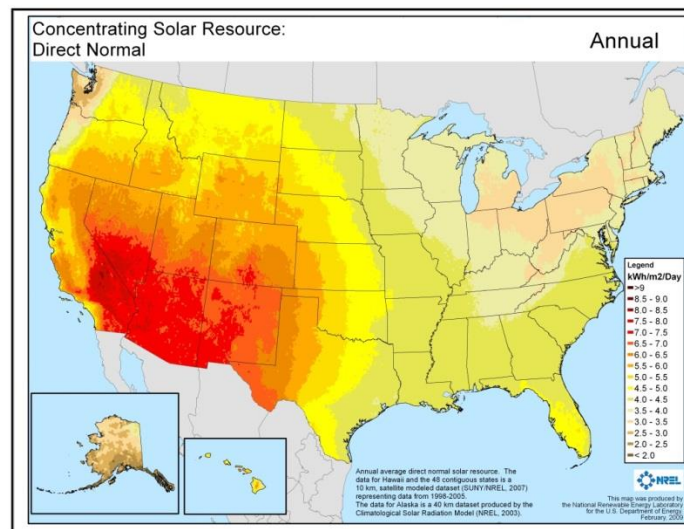 Concentrating Solar Resource:
Direct Normal
Annual
Legend
kWh/m2/Day
>9
8.5 - 9.0
8.0 - 8.5
7.5 - 8.0
7.0 - 7.5
6.5 - 7.0
6.0 - 6.5
5.5 - 6.0
5.0 - 5.5
4.5 - 5.0
4.0 - 4.5
3.5 - 4.0
3.0 - 3.5
2.5 - 3.0
2.0 - 2.5
< 2.0
Annual average direct normal solar resource. The
data for Hawaii and the 48 contiguous states is a
10 km, satellite modeled dataset (SUNY/NREL, 2007)
representing data from 1998-2005.
The data for Alaska is a 40 km dataset produced by the
Climatological Solar Radiation Model (NREL, 2003).
NREL
This map was produced by
the National Renewable Energy Laboratory
for the U.S. Department of Energy.
February, 2009